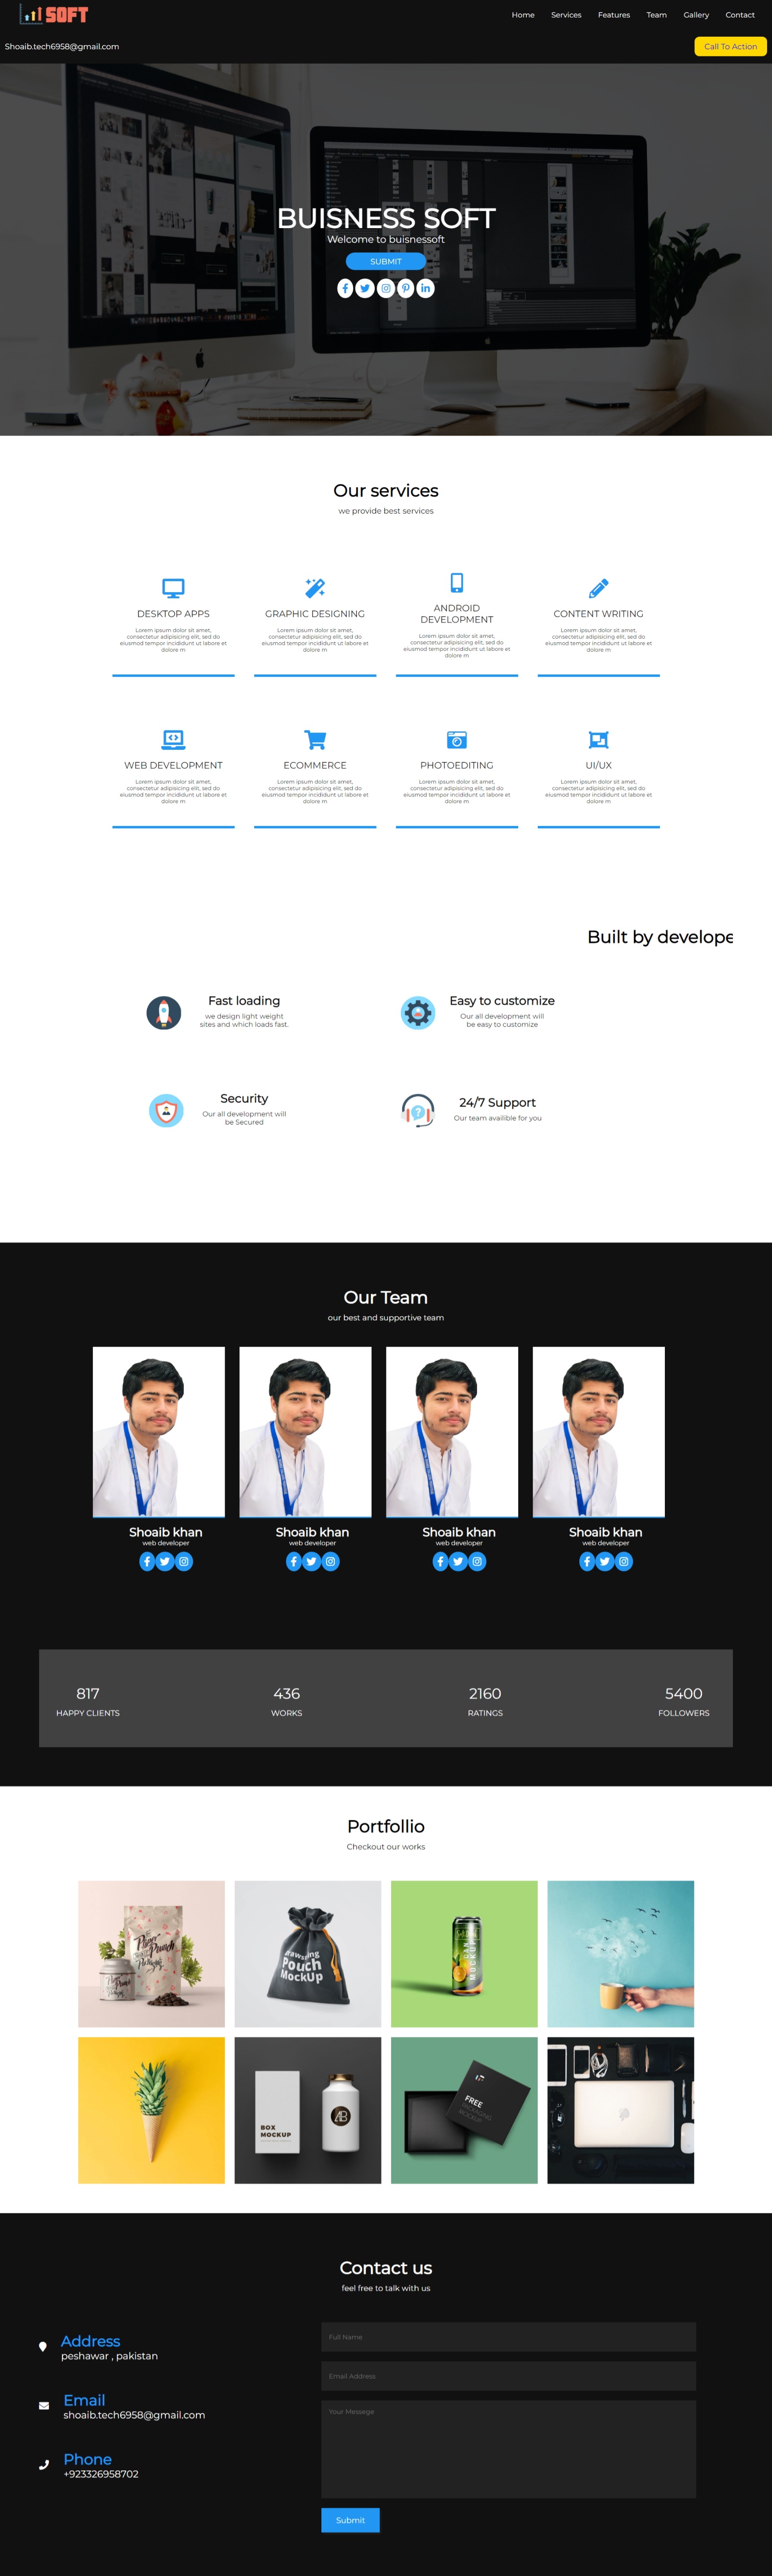 SOFT
Home Services Features Team Gallery Contact
Shoaib.tech6958@gmail.com
Call To Action
BUISNESS SOFT
Welcome to buisnessoft
SUBMIT
Our services
we provide best services
DESKTOP APPS
Lorem ipsum dolor sit amet,
consectetur adipisicing elit, sed do
eiusmod tempor incididunt ut labore et
dolore m
GRAPHIC DESIGNING
Lorem ipsum dolor sit amet,
consectetur adipisicing elit, sed do
eiusmod tempor incididunt ut labore et
dolore m
ANDROID
DEVELOPMENT
Lorem ipsum dolor sit amet,
consectetur adipisicing elit, sed do
eiusmod tempor incididunt ut labore et
dolore m
CONTENT WRITING
Lorem ipsum dolor sit amet,
consectetur adipisicing elit, sed do
eiusmod tempor incididunt ut labore et
dolore m
WEB DEVELOPMENT
Lorem ipsum dolor sit amet,
consectetur adipisicing elit, sed do
eiusmod tempor incididunt ut labore et
dolore m
ECOMMERCE
Lorem ipsum dolor sit amet,
consectetur adipisicing elit, sed do
eiusmod tempor incididunt ut labore et
dolore m
PHOTOEDITING
Lorem ipsum dolor sit amet,
consectetur adipisicing elit, sed do
eiusmod tempor incididunt ut labore et
dolore m
UI/UX
Lorem ipsum dolor sit amet,
consectetur adipisicing elit, sed do
eiusmod tempor incididunt ut labore et
dolore m
Built by develope
Fast loading
we design light weight
sites and which loads fast.
Easy to customize
Our all development will
be easy to customize
Security
Our all development will
be Secured
24/7 Support
Our team availible for you
Our Team
our best and supportive team
Shoaib khan
web developer
Shoaib khan
web developer
Shoaib khan
web developer
Shoaib khan
web developer
817
HAPPY CLIENTS
436
WORKS
2160
RATINGS
5400
FOLLOWERS
Portfollio
Checkout our works
Pouch
MockUp
CAN
MOCKUP
BOX
MOCKUP
FREE
PACKAGING
MOCKUP
Contact us
feel free to talk with us
Address
peshawar , pakistan
Email
shoaib.tech6958@gmail.com
Phone
+923326958702
Full Name
Email Address
Your Messege
Submit